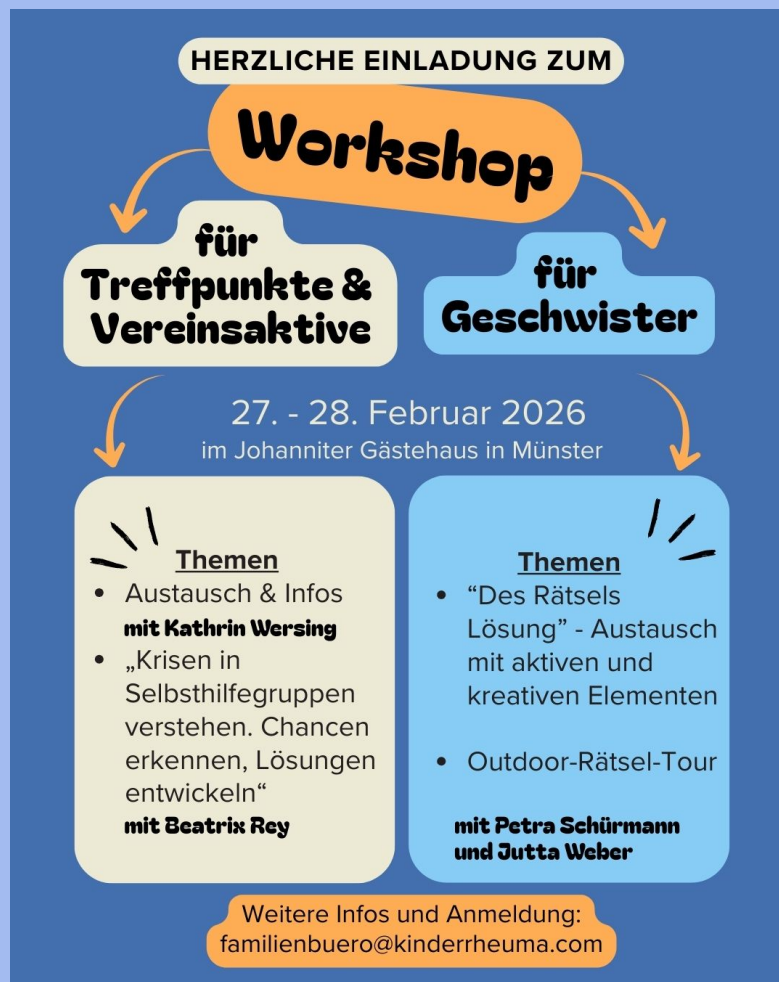 HERZLICHE EINLADUNG ZUM
Workshop
für
Treffpunkte &
Vereinsaktive
für
Geschwister
27. - 28. Februar 2026
im Johanniter Gästehaus in Münster
Themen
• Austausch & Infos
mit Kathrin Wersing
• „Krisen in
Selbsthilfegruppen
verstehen. Chancen
erkennen, Lösungen
entwickeln“
mit Beatrix Rey
Themen
• “Des Rätsels
Lösung” - Austausch
mit aktiven und
kreativen Elementen
• Outdoor-Rätsel-Tour
mit Petra Schürmann
und Jutta Weber
Weitere Infos und Anmeldung:
familienbuero@kinderrheuma.com